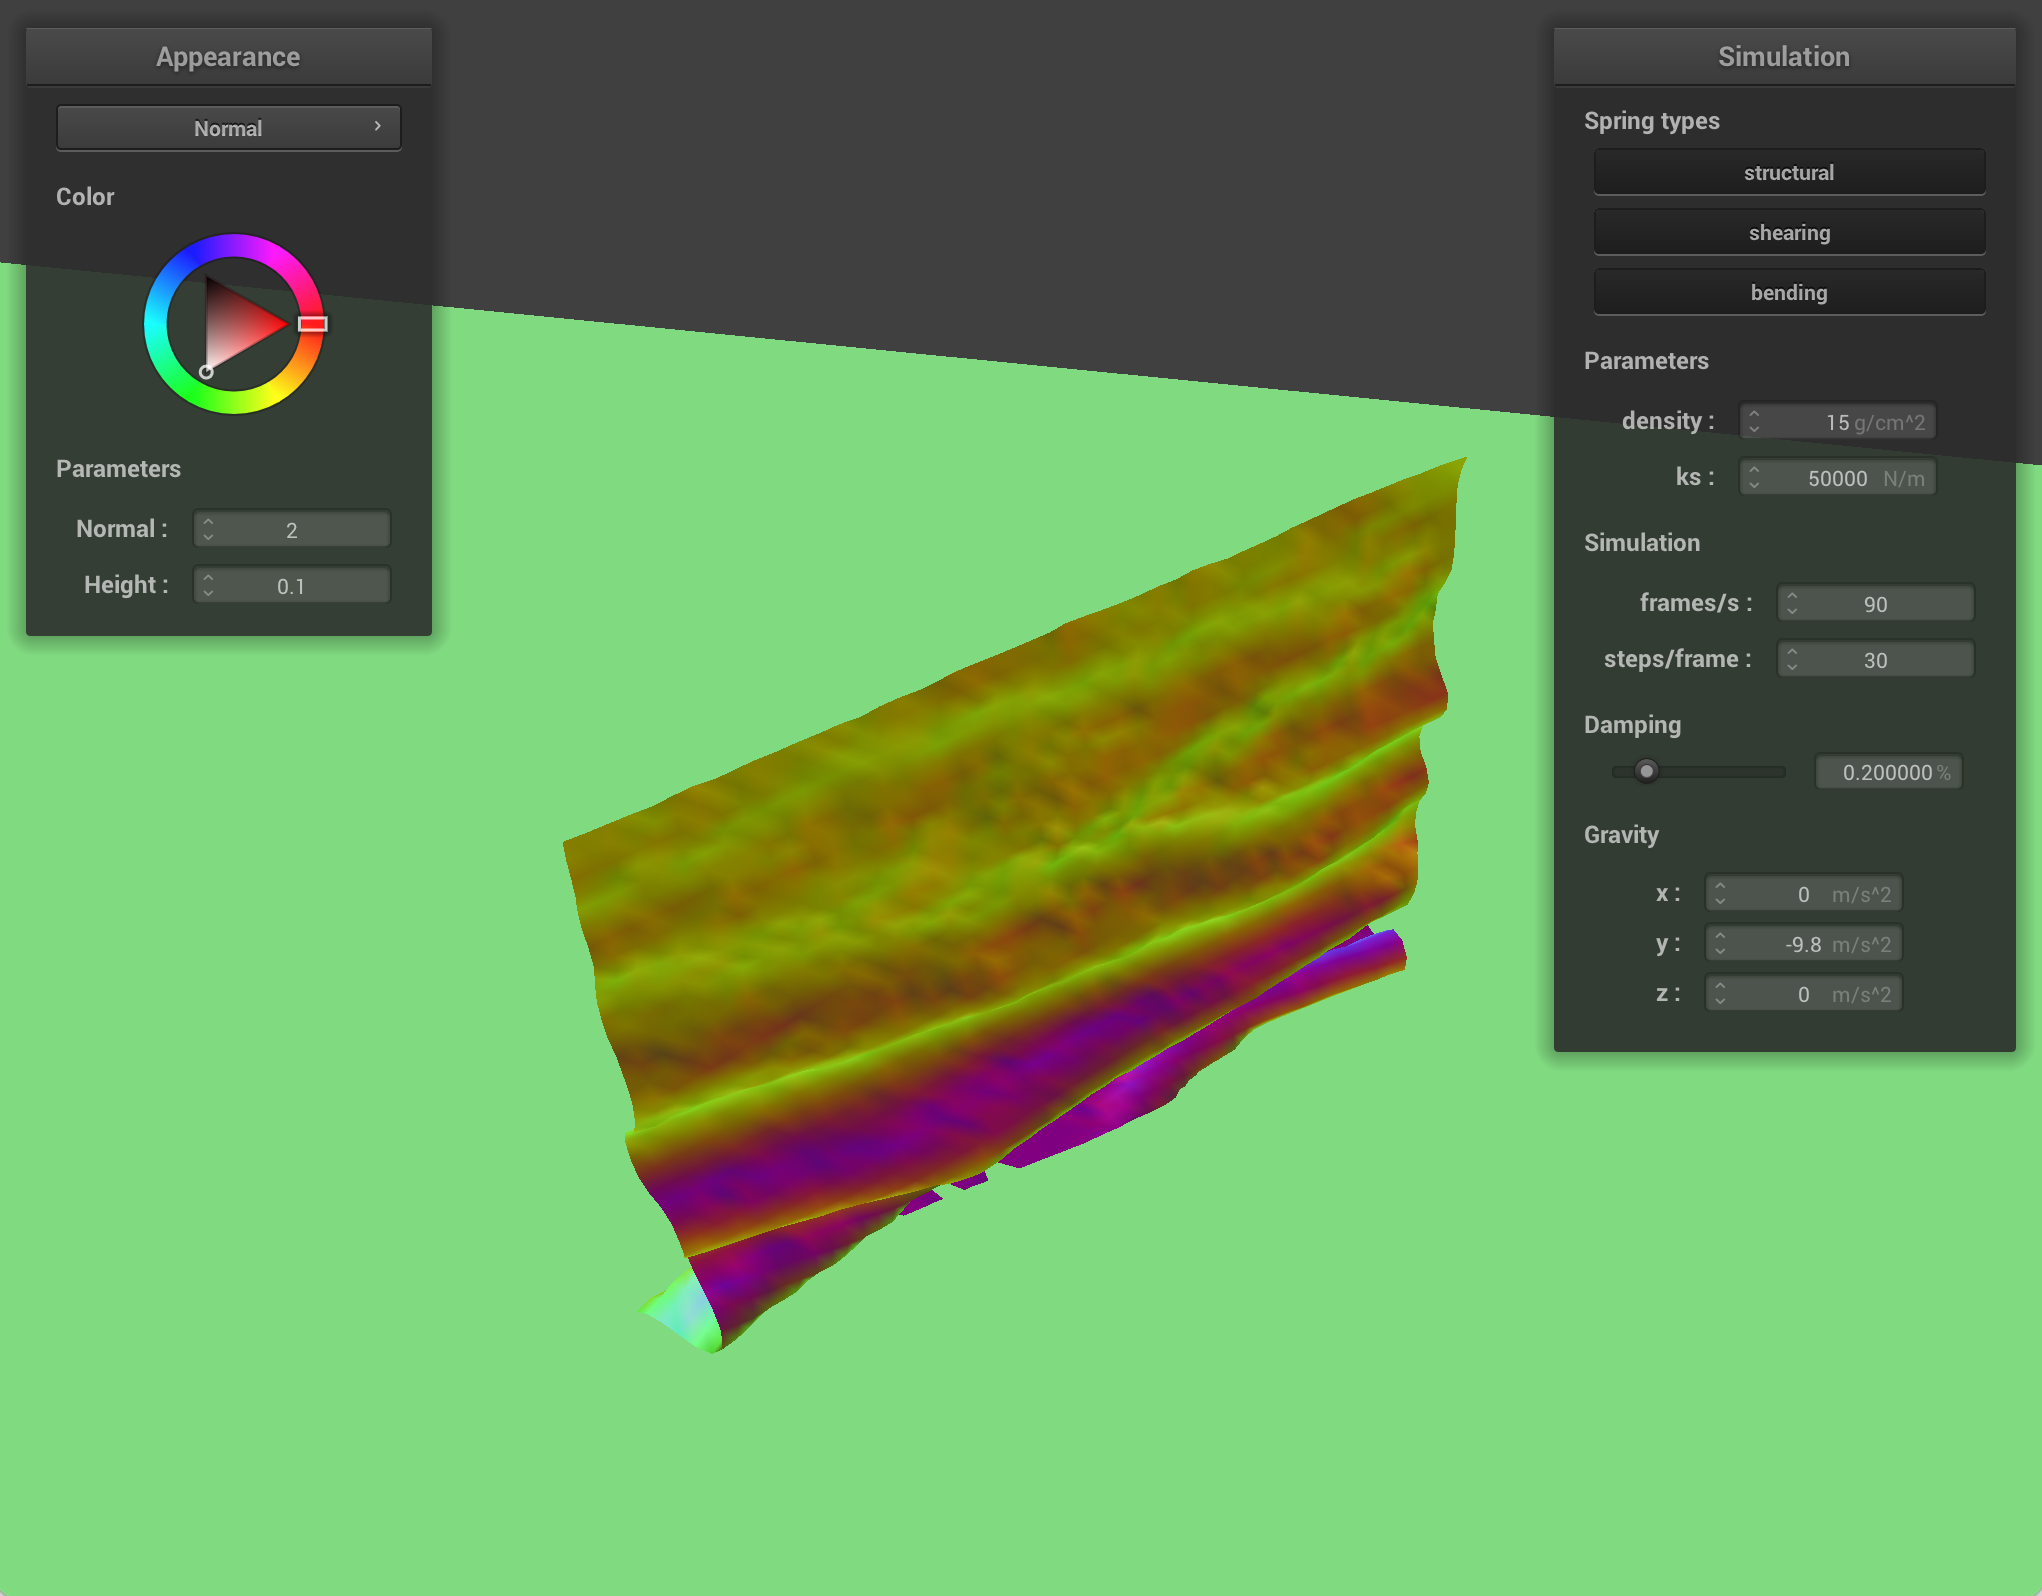 Appearance
Normal
Color
Parameters
Normal : 2
Height : 0.1
Simulation
Spring types
structural
shearing
bending
Parameters
density : 15 g/cm^2
ks : 50000 N/m
Simulation
frames/s : 90
steps/frame : 30
Damping
0.200000 %
Gravity
x : 0 m/s^2
y : -9.8 m/s^2
z : 0 m/s^2